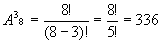 A³₈ = 8!/(8−3)! = 8!/5! = 336